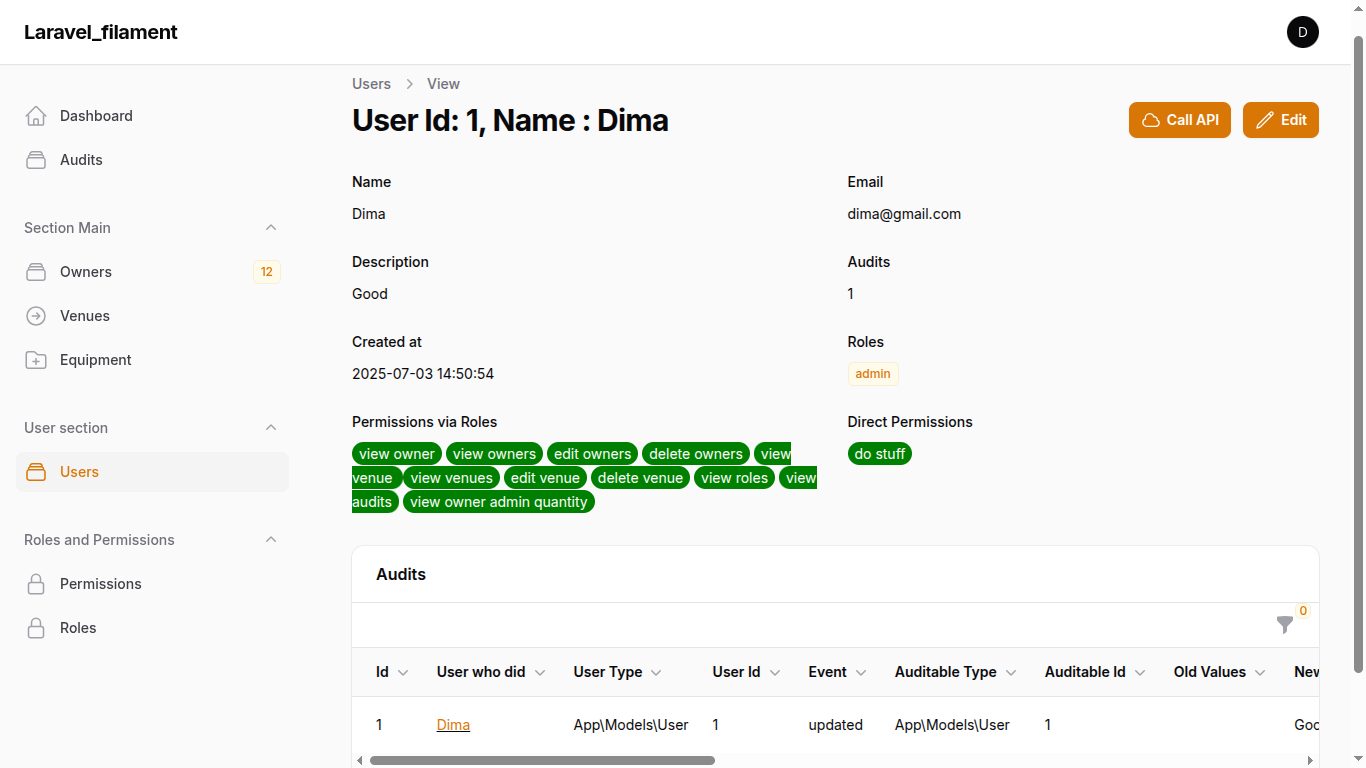 Laravel_filament
D
Dashboard
Audits
Section Main
Owners 12
Venues
Equipment
User section
Users
Roles and Permissions
Permissions
Roles
Users > View
User Id: 1, Name : Dima
Call API
Edit
Name
Dima
Email
dima@gmail.com
Description
Good
Audits
1
Created at
2025-07-03 14:50:54
Roles
admin
Permissions via Roles
view owner view owners edit owners delete owners view
venue view venues edit venue delete venue view roles view
audits view owner admin quantity
Direct Permissions
do stuff
Audits
0
Id User who did User Type User Id Event Auditable Type Auditable Id Old Values
1 Dima App\Models\User 1 updated App\Models\User 1